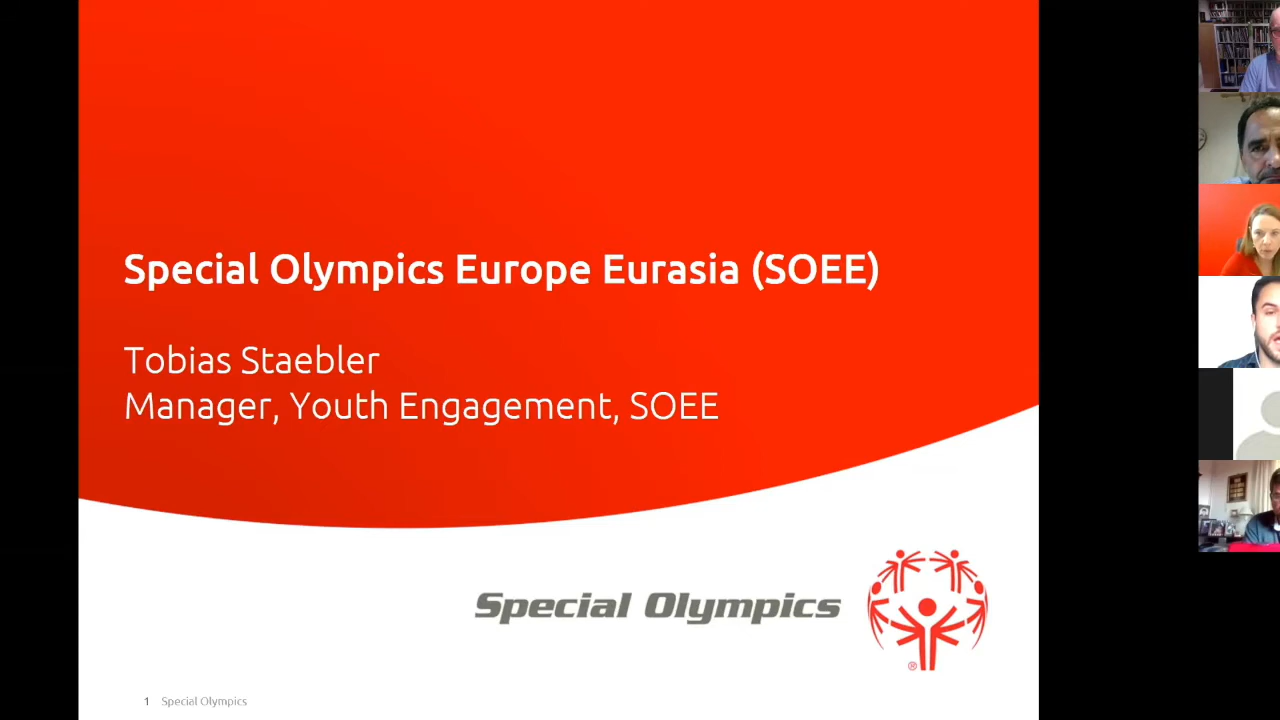 Special Olympics Europe Eurasia (SOEE)
Tobias Staebler
Manager, Youth Engagement, SOEE
Special Olympics
®
1 Special Olympics